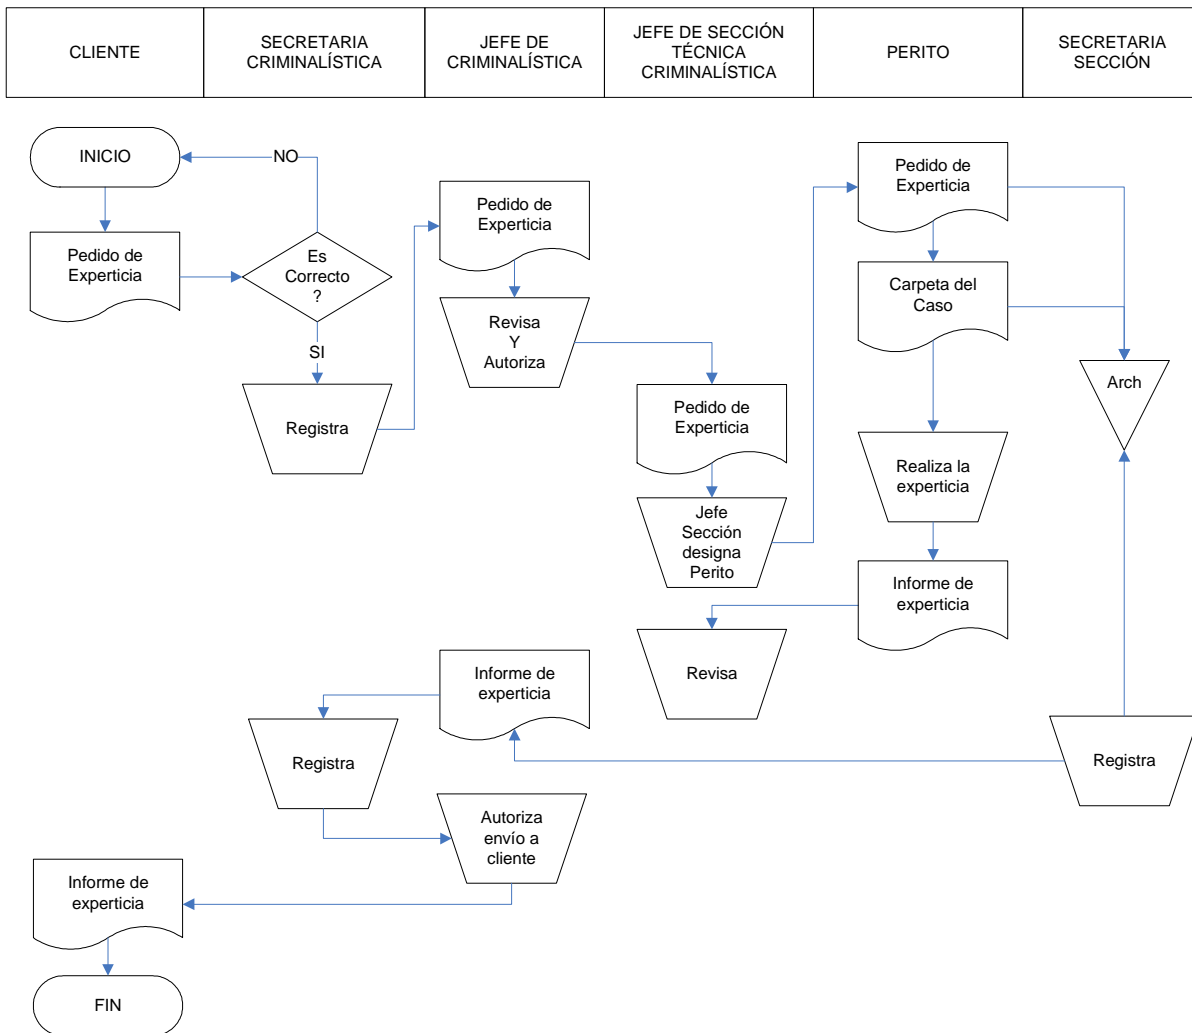 CLIENTE
SECRETARIA
CRIMINALÍSTICA
JEFE DE
CRIMINALÍSTICA
JEFE DE SECCIÓN
TÉCNICA
CRIMINALÍSTICA
PERITO
SECRETARIA
SECCIÓN
INICIO
NO
Pedido de
Experticia
Es
Correcto
?
SI
Registra
Pedido de
Experticia
Revisa
Y
Autoriza
Pedido de
Experticia
Jefe
Sección
designa
Perito
Pedido de
Experticia
Carpeta del
Caso
Arch
Realiza la
experticia
Informe de
experticia
Revisa
Registra
Informe de
experticia
Registra
Autoriza
envío a
cliente
Informe de
experticia
FIN